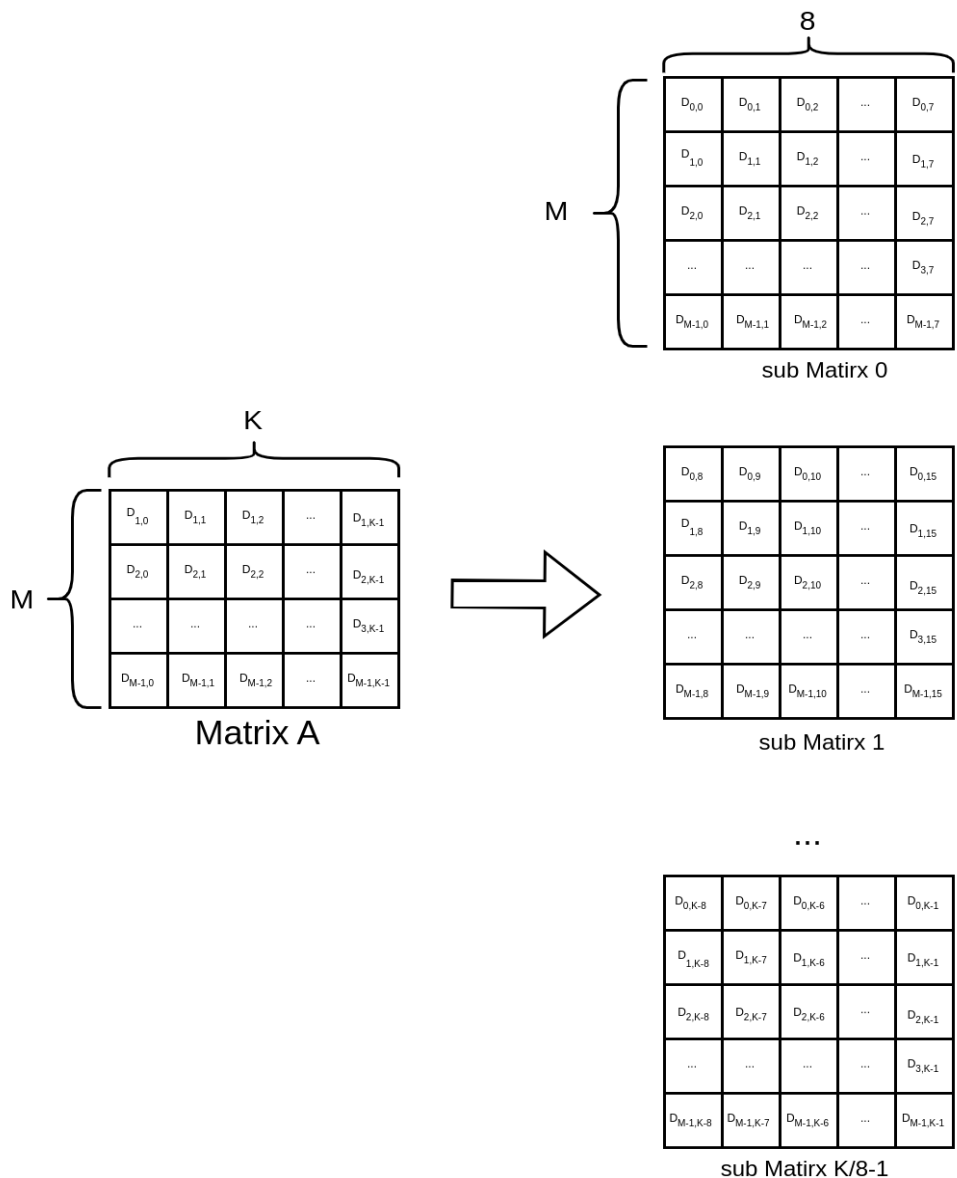 8
M
D0,0 D0,1 D0,2 ... D0,7
D1,0 D1,1 D1,2 ... D1,7
D2,0 D2,1 D2,2 ... D2,7
... ... ... ... D3,7
DM-1,0 DM-1,1 DM-1,2 ... DM-1,7
sub Matirx 0
K
M
D1,0 D1,1 D1,2 ... D1,K-1
D2,0 D2,1 D2,2 ... D2,K-1
... ... ... ... D3,K-1
DM-1,0 DM-1,1 DM-1,2 ... DM-1,K-1
Matrix A
D0,8 D0,9 D0,10 ... D0,15
D1,8 D1,9 D1,10 ... D1,15
D2,8 D2,9 D2,10 ... D2,15
... ... ... ... D3,15
DM-1,8 DM-1,9 DM-1,10 ... DM-1,15
sub Matirx 1
...
D0,K-8 D0,K-7 D0,K-6 ... D0,K-1
D1,K-8 D1,K-7 D1,K-6 ... D1,K-1
D2,K-8 D2,K-7 D2,K-6 ... D2,K-1
... ... ... ... D3,K-1
DM-1,K-8 DM-1,K-7 DM-1,K-6 ... DM-1,K-1
sub Matirx K/8-1